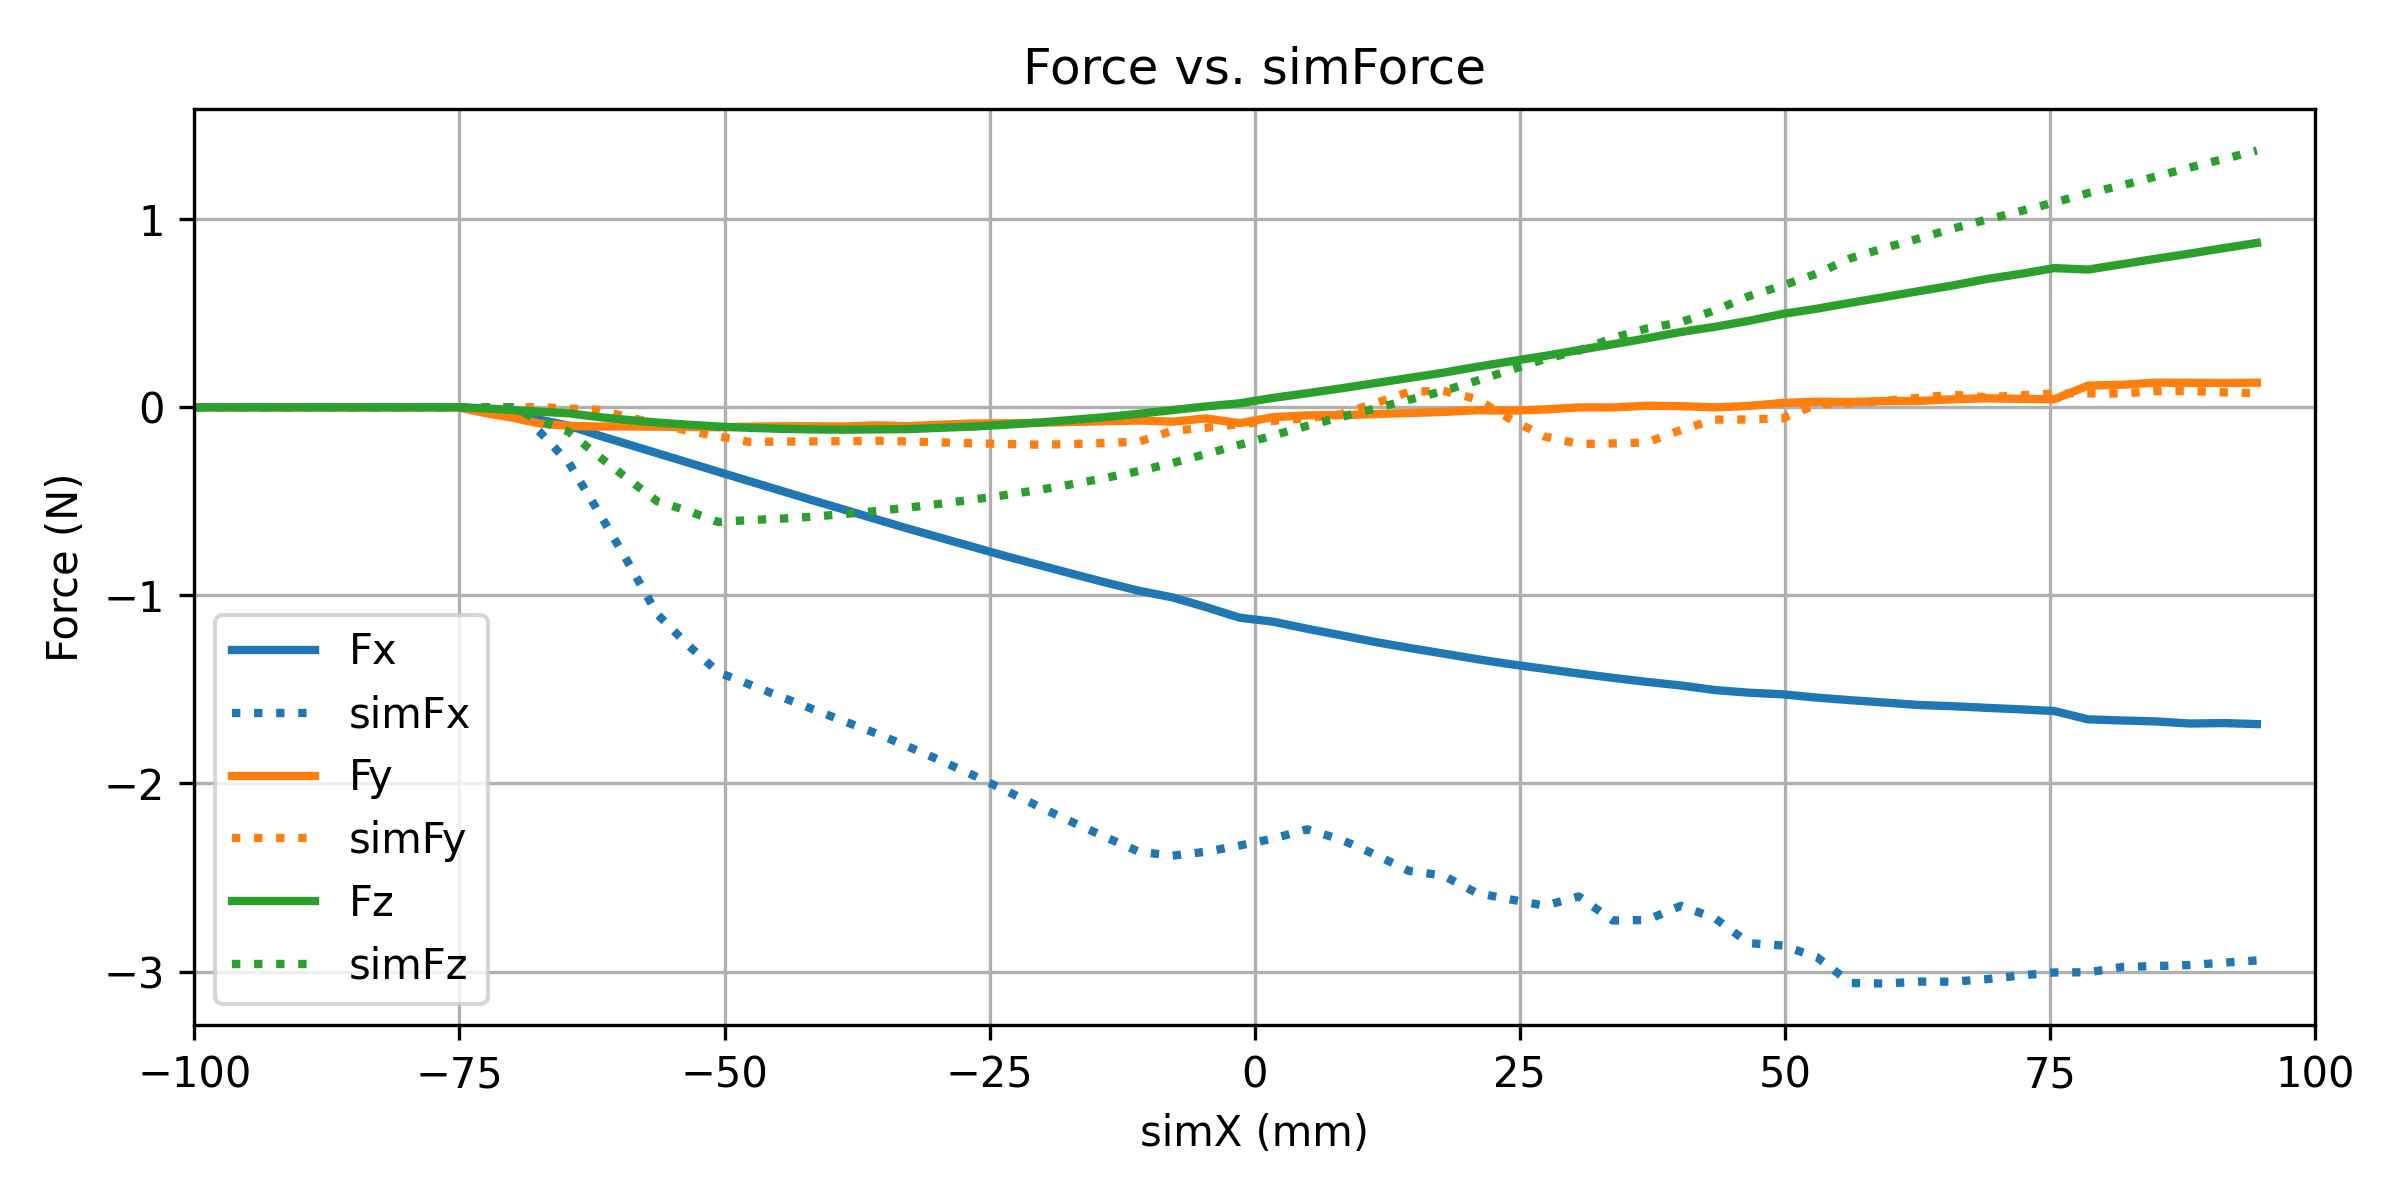 Force vs. simForce
Force (N)
1
0
−1
−2
−3
Fx
simFx
Fy
simFy
Fz
simFz
−100 −75 −50 −25 0 25 50 75 100
simX (mm)